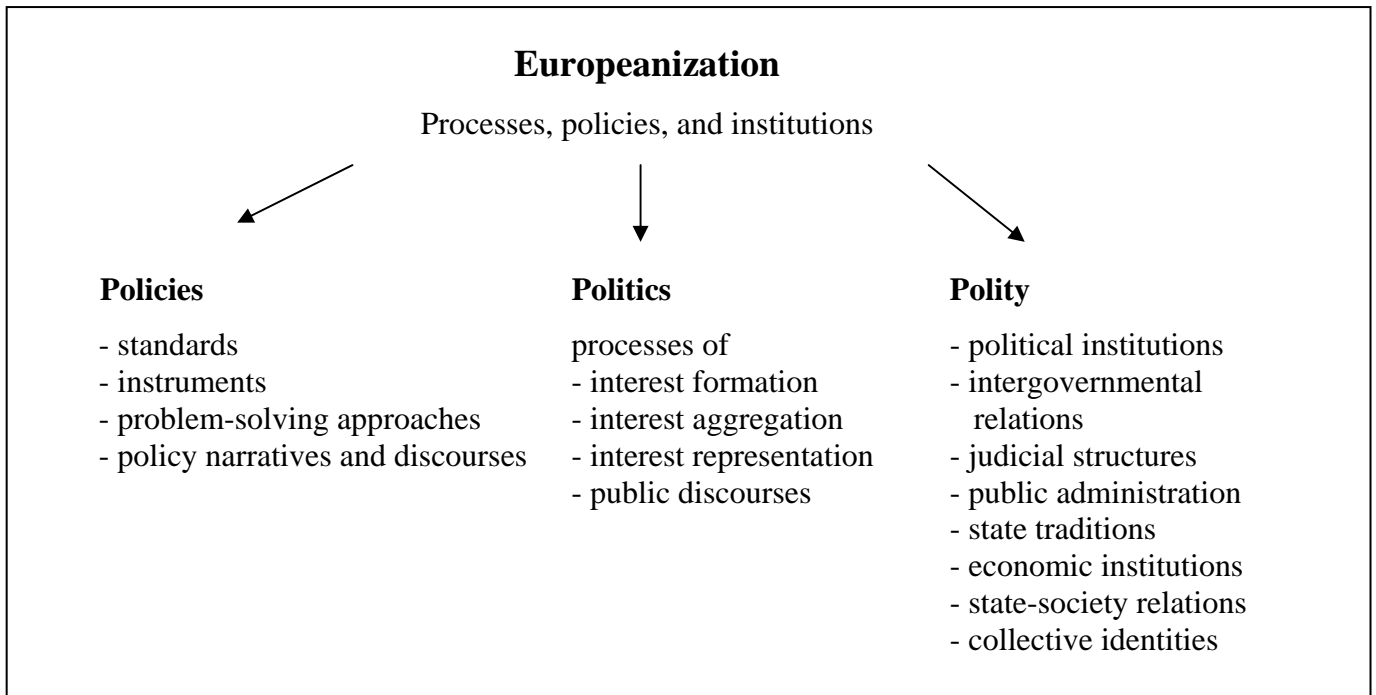 Europeanization
Processes, policies, and institutions
Policies
- standards
- instruments
- problem-solving approaches
- policy narratives and discourses
Politics
processes of
- interest formation
- interest aggregation
- interest representation
- public discourses
Polity
- political institutions
- intergovernmental
relations
- judicial structures
- public administration
- state traditions
- economic institutions
- state-society relations
- collective identities